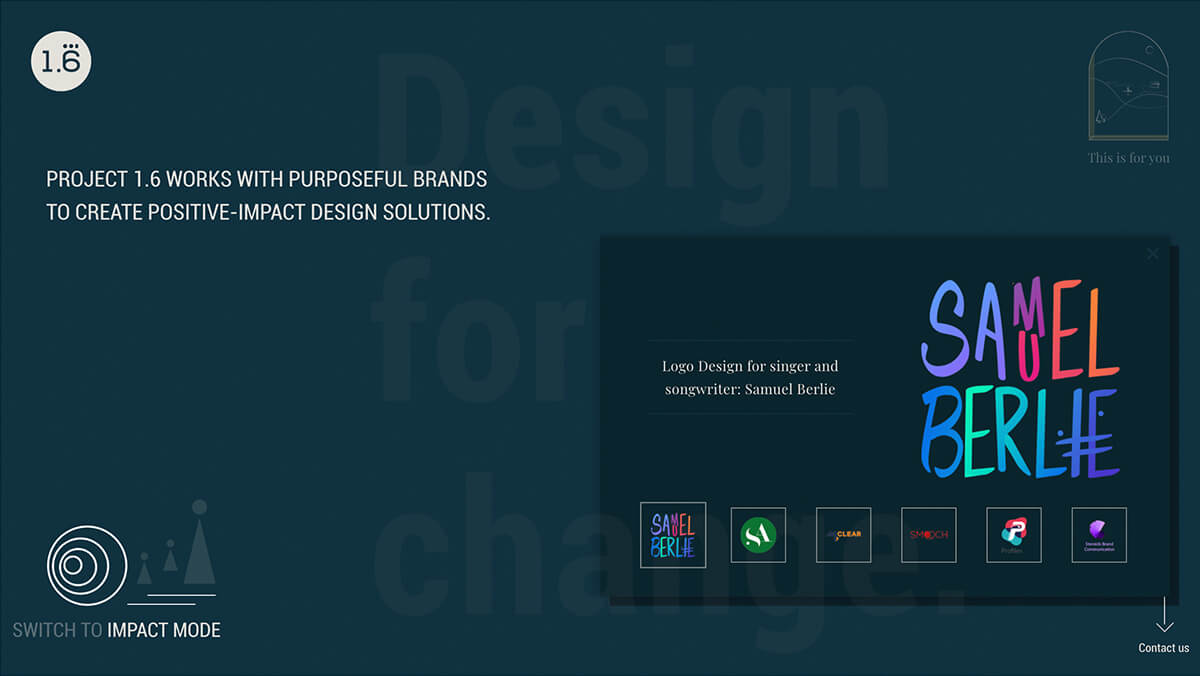 1.6
Design
for
change.
This is for you
PROJECT 1.6 WORKS WITH PURPOSEFUL BRANDS
TO CREATE POSITIVE-IMPACT DESIGN SOLUTIONS.
Logo Design for singer and
songwriter: Samuel Berlie
SAMUEL
BERLIE
SAMUEL
BERLIE
SA
CLEAR
SMOOCH
P
Profiles
Dominika Brand
Communication
SWITCH TO IMPACT MODE
Contact us